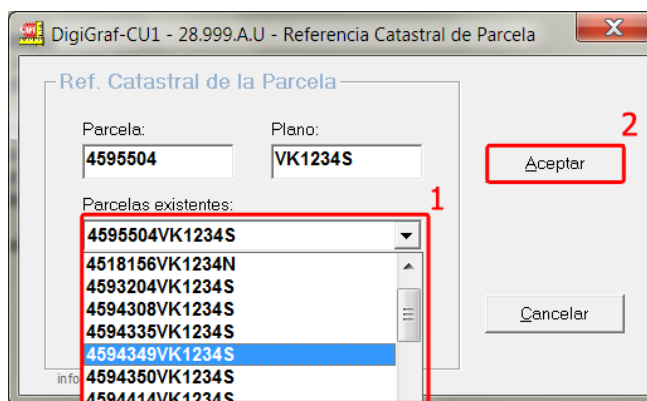 DigiGraf-CU1 - 28.999.A.U - Referencia Catastral de Parcela
Ref. Catastral de la Parcela
Parcela: Plano:
4595504 VK1234S
2
Aceptar
Parcelas existentes:
1
4595504VK1234S
4518156VK1234N
4593204VK1234S
4594308VK1234S
4594335VK1234S
4594349VK1234S
4594350VK1234S
4594414VK1234S
Cancelar
info